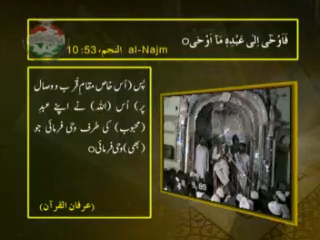 فَاَوْحٰۤی اِلٰی عَبْدِهٖ مَاۤ اَوْحٰی
النجم، 10:53 al-Najm
پس (اُس خاص مقامِ قُرب و وصال
پر) اُس (اللہ) نے اپنے عبدِ
(محبوب) کی طرف وحی فرمائی جو
(بھی) وحی فرمائی
(عرفان القرآن)